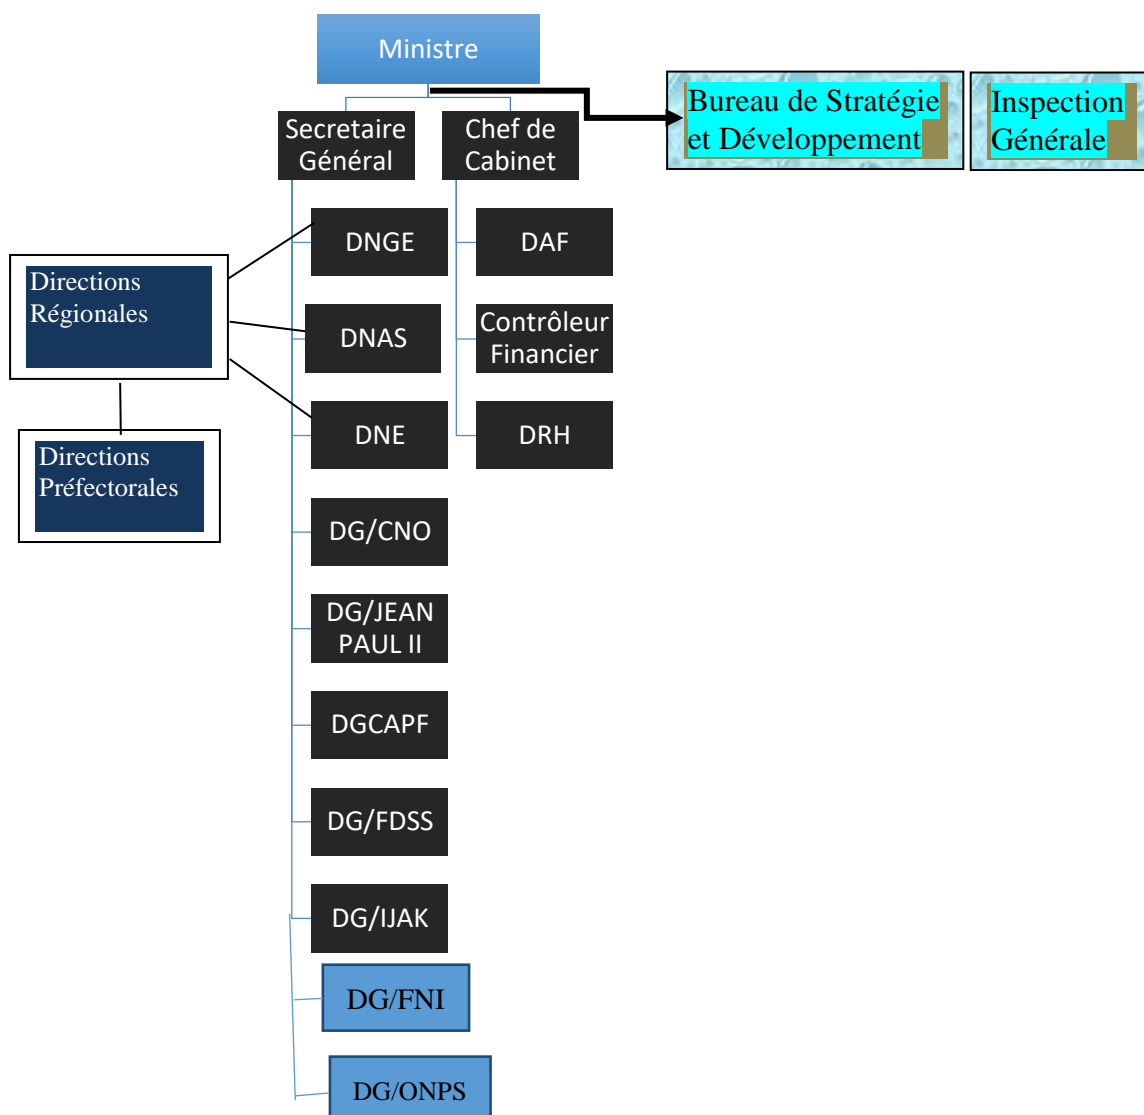 Ministre
Bureau de Stratégie
et Développement
Inspection
Générale
Secretaire
Général
Chef de
Cabinet
DNGE
DAF
Directions
Régionales
DNAS
Contrôleur
Financier
DNE
DRH
Directions
Préfectorales
DG/CNO
DG/JEAN
PAUL II
DGCAPF
DG/FDSS
DG/IJAK
DG/FNI
DG/ONPS